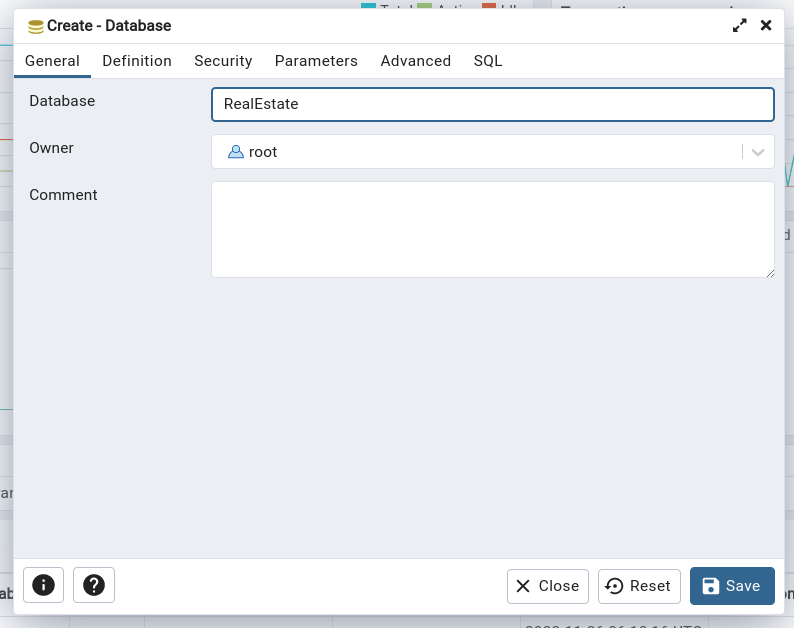 Create - Database
General Definition Security Parameters Advanced SQL
Database
RealEstate
Owner
root
Comment
Close Reset Save